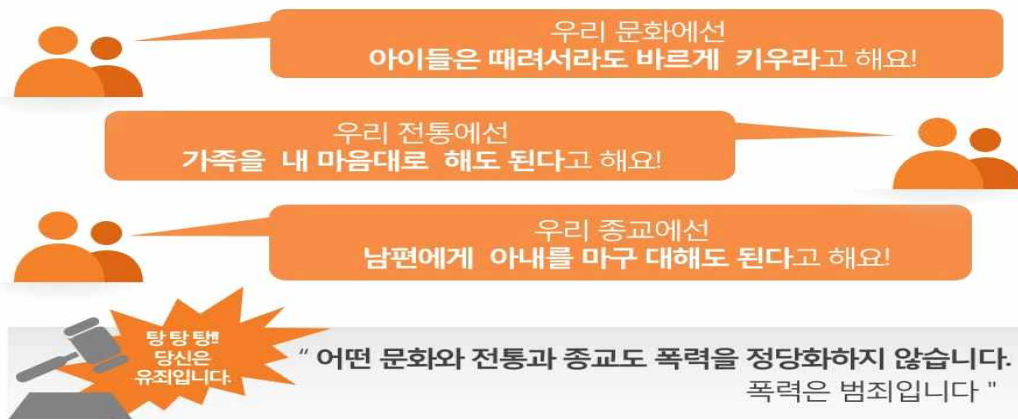 우리 문화에선
아이들은 때려서라도 바르게 키우라고 해요!
우리 전통에선
가족을 내 마음대로 해도 된다고 해요!
우리 종교에선
남편에게 아내를 마구 대해도 된다고 해요!
탕 탕 탕!!
당신은
유죄입니다.
“ 어떤 문화와 전통과 종교도 폭력을 정당화하지 않습니다.
폭력은 범죄입니다 "